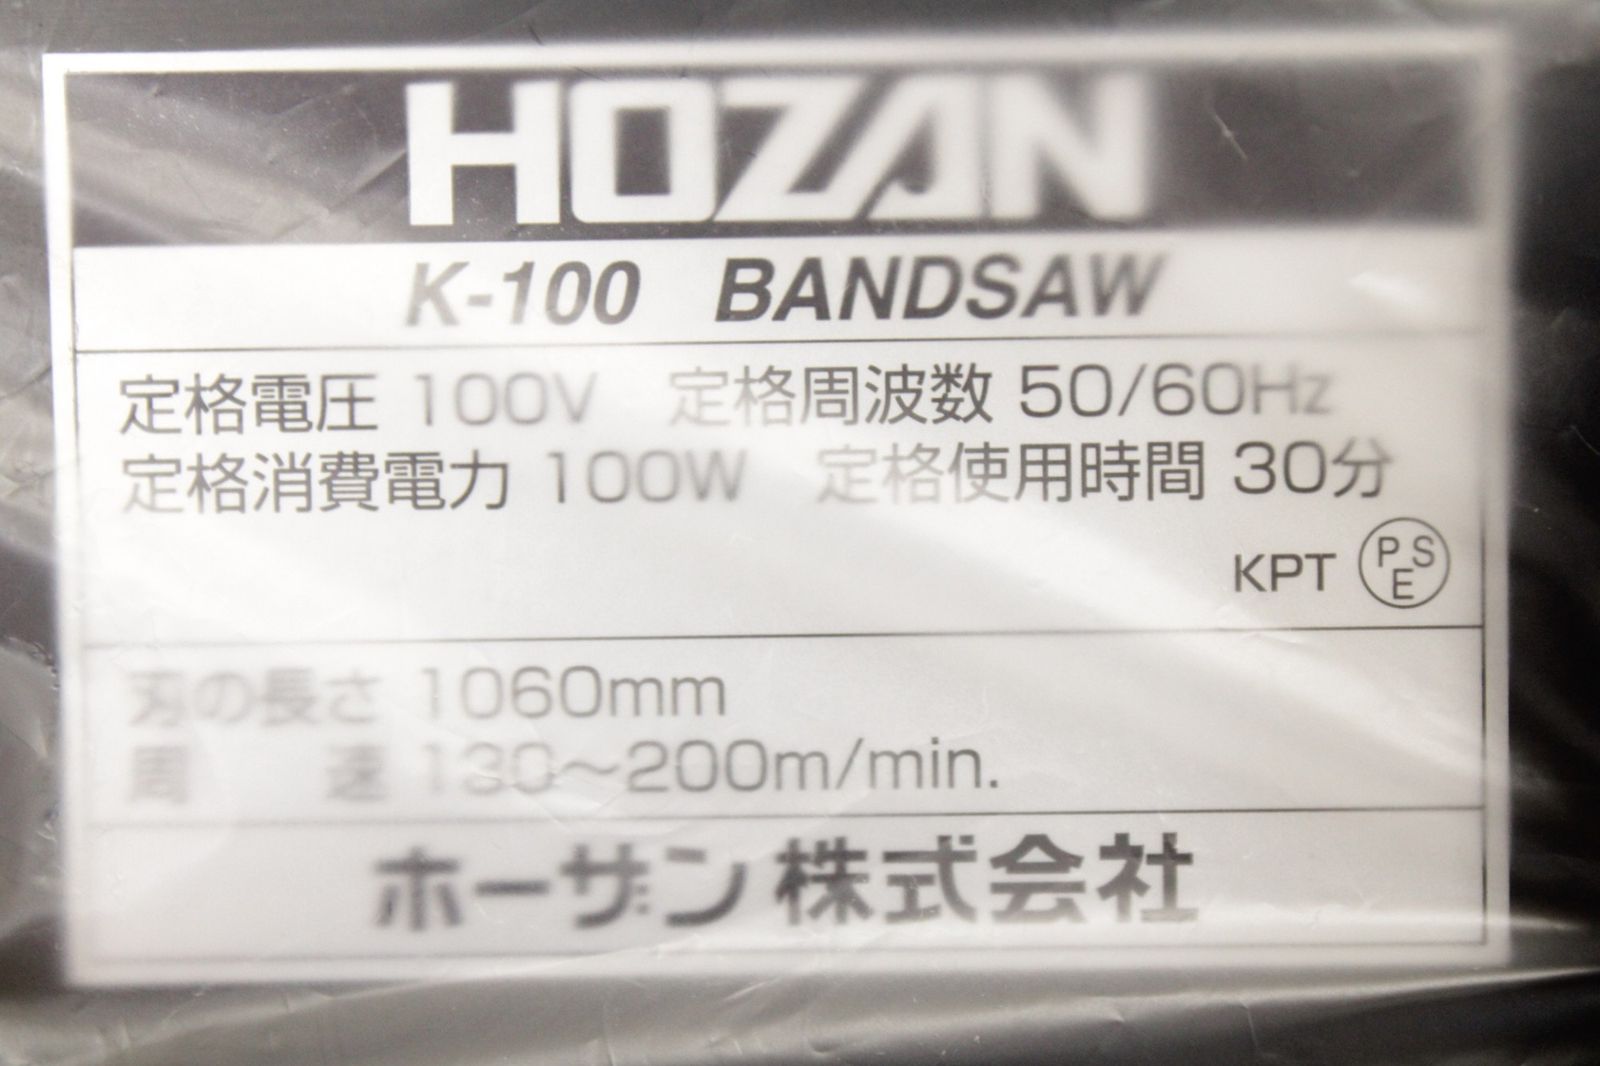 HOZAN
K-100 BANDSAW
定格電圧 100V 定格周波数 50/60Hz
定格消費電力 100W 定格使用時間 30分
KPT PSE
刃の長さ 1060mm
周 速 130～200m/min.
ホーザン株式会社